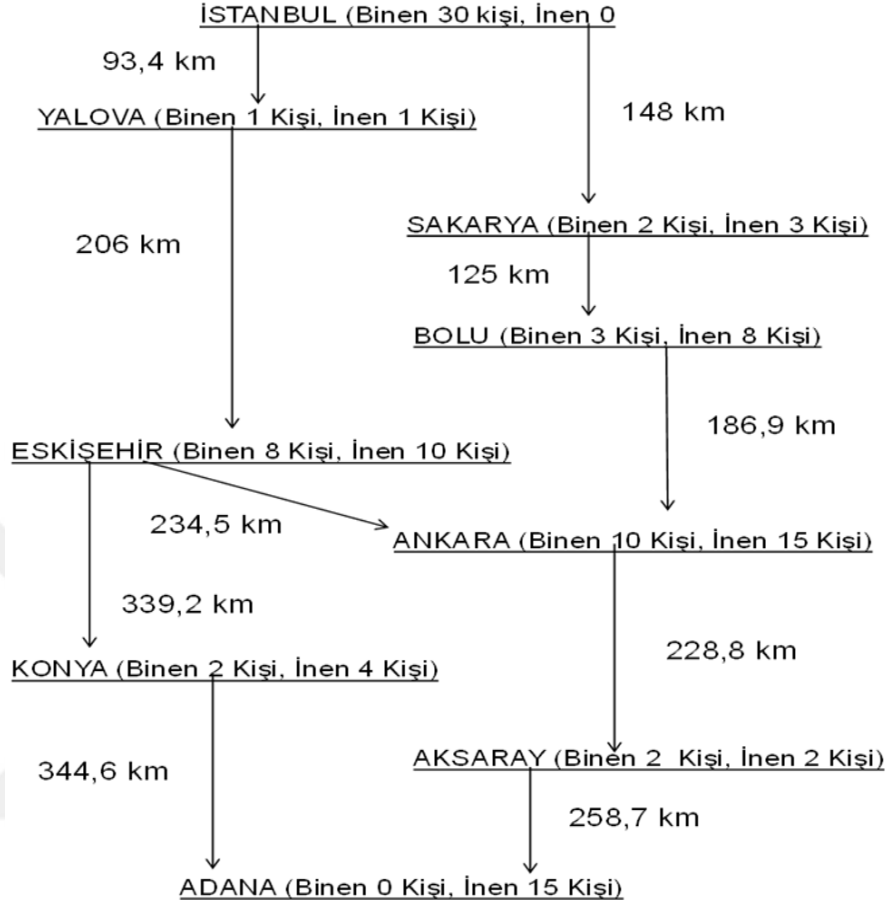 İSTANBUL (Binen 30 kişi, İnen 0
93,4 km
YALOVA (Binen 1 Kişi, İnen 1 Kişi)
148 km
SAKARYA (Binen 2 Kişi, İnen 3 Kişi)
206 km
125 km
BOLU (Binen 3 Kişi, İnen 8 Kişi)
186,9 km
ESKİŞEHİR (Binen 8 Kişi, İnen 10 Kişi)
234,5 km
ANKARA (Binen 10 Kişi, İnen 15 Kişi)
339,2 km
228,8 km
KONYA (Binen 2 Kişi, İnen 4 Kişi)
344,6 km
AKSARAY (Binen 2  Kişi, İnen 2 Kişi)
258,7 km
ADANA (Binen 0 Kişi, İnen 15 Kişi)